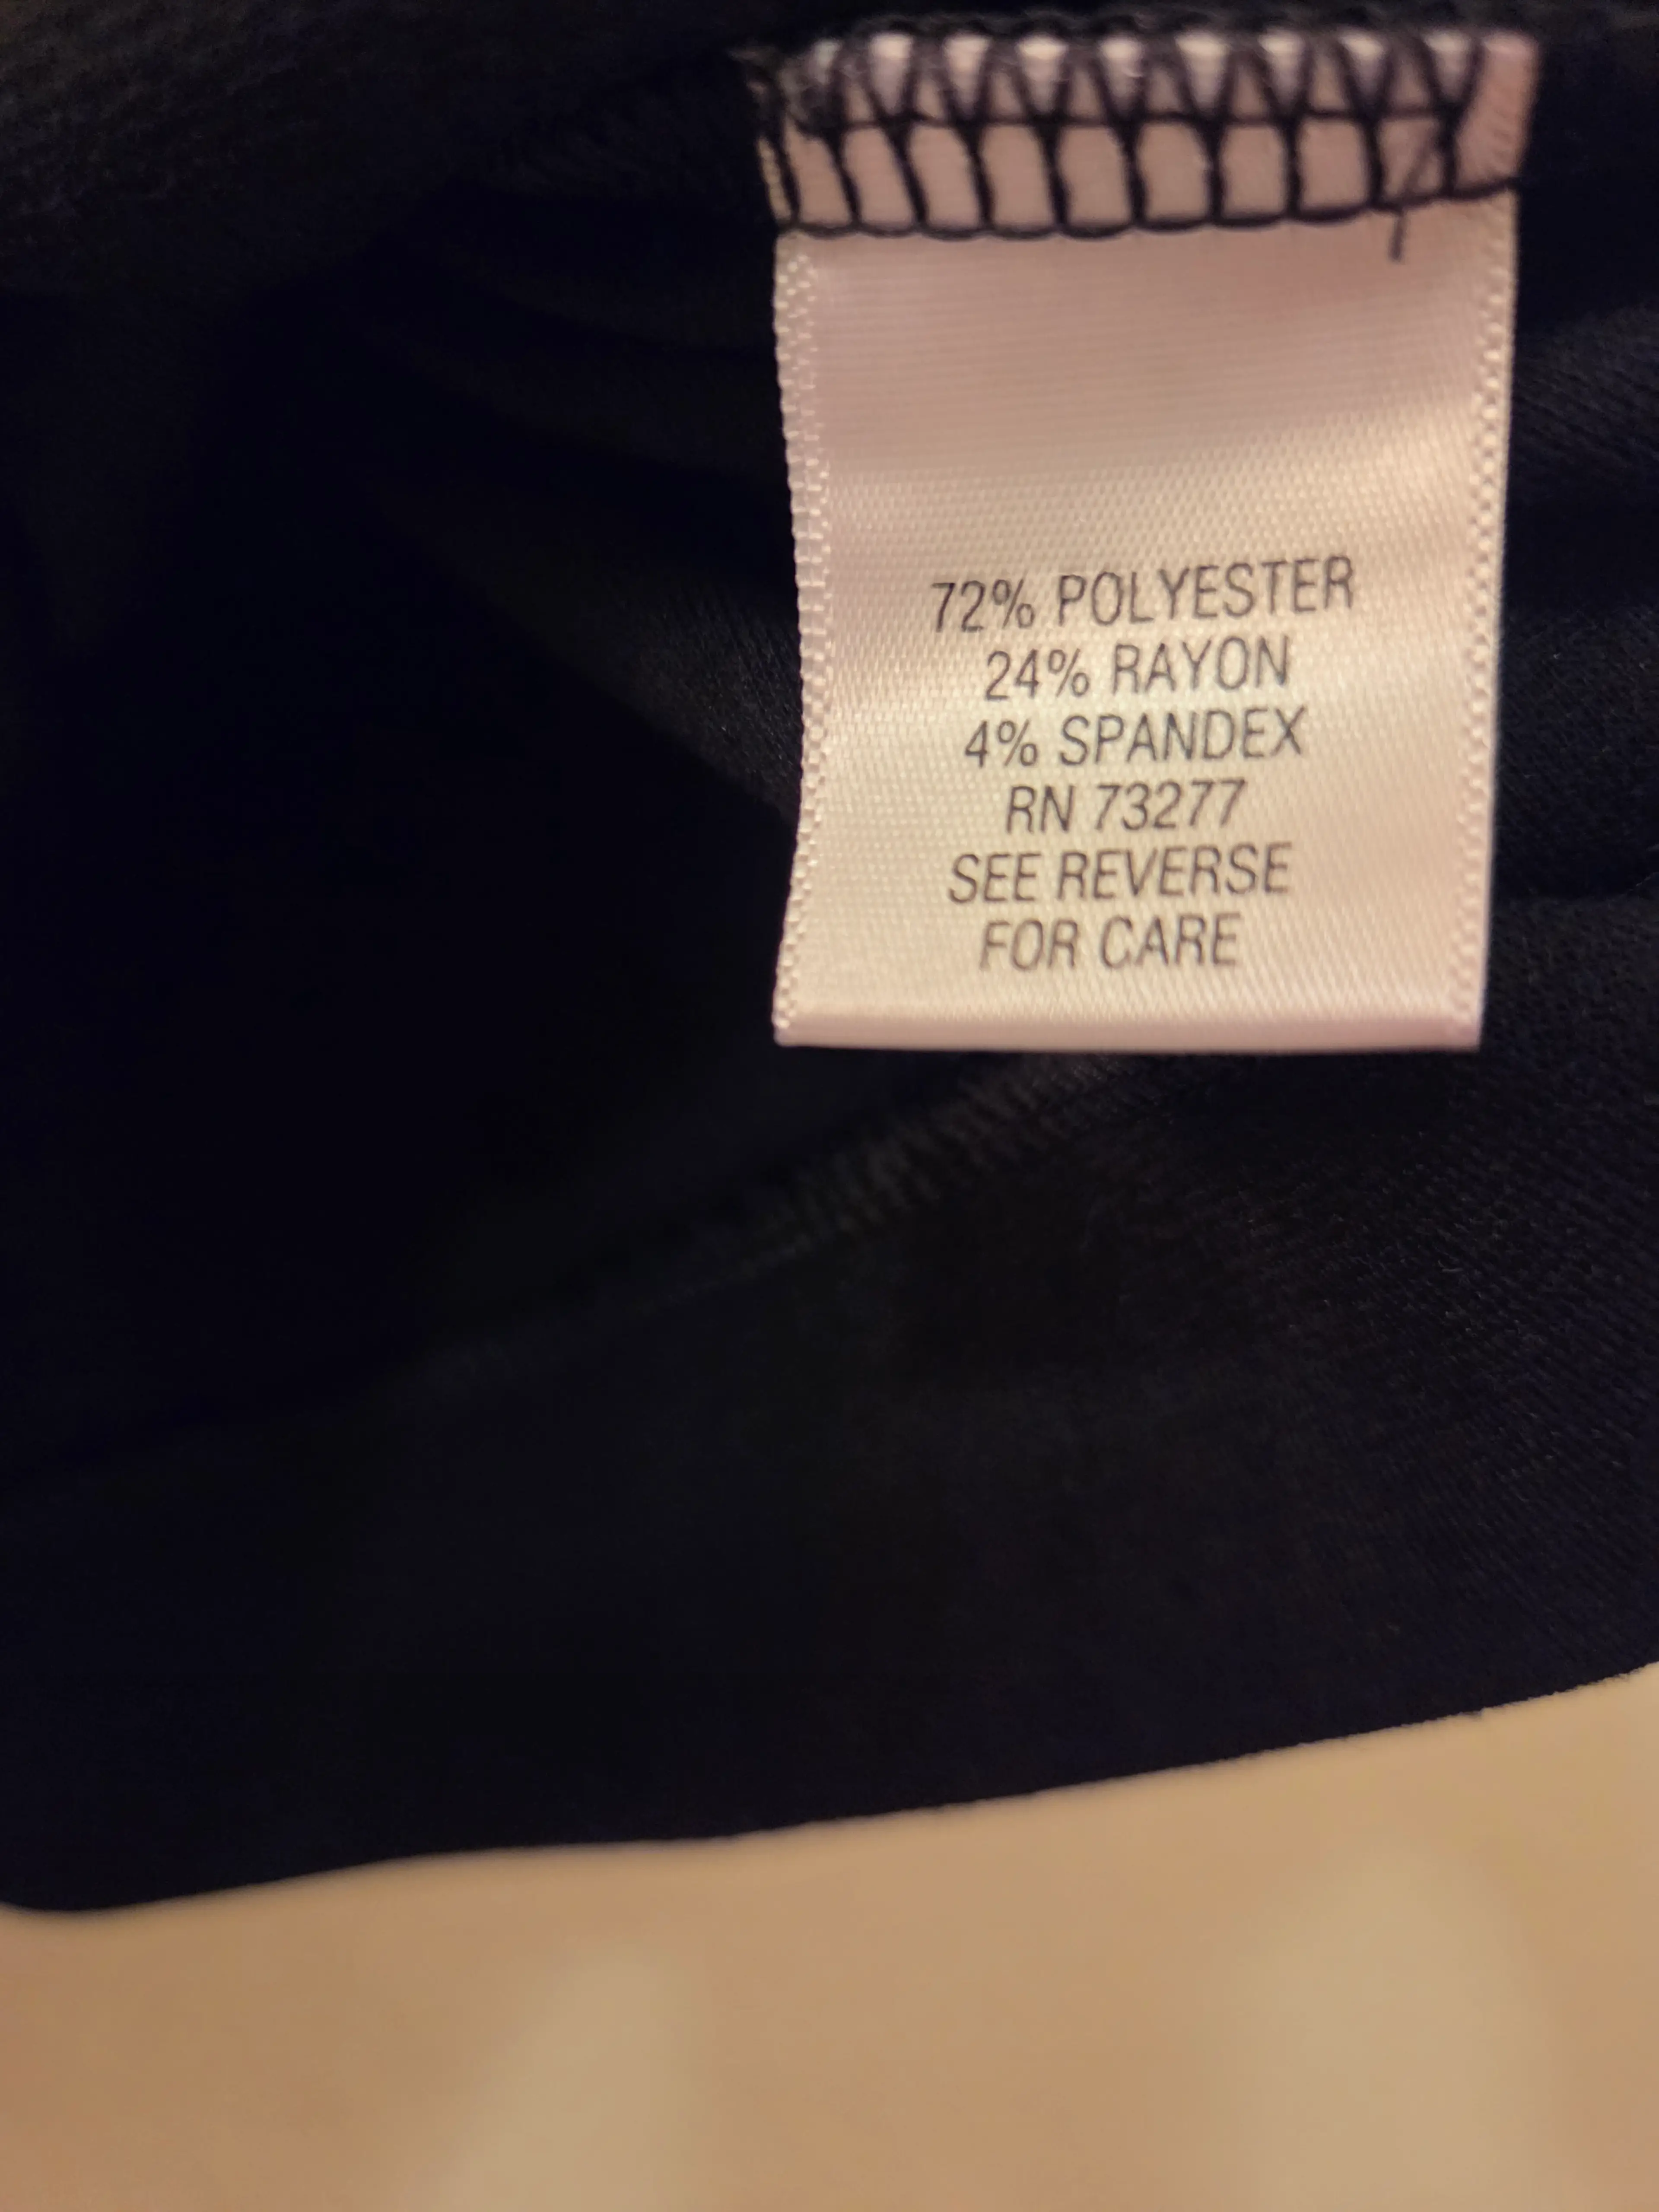 72% POLYESTER
24% RAYON
4% SPANDEX
RN 73277
SEE REVERSE
FOR CARE